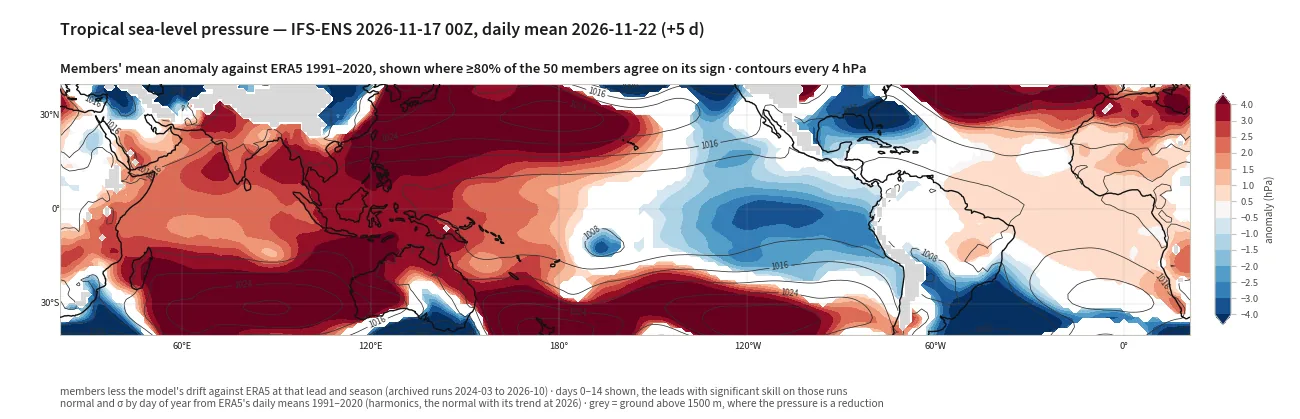 Tropical sea-level pressure — IFS-ENS 2026-11-17 00Z, daily mean 2026-11-22 (+5 d)
Members' mean anomaly against ERA5 1991–2020, shown where ≥80% of the 50 members agree on its sign · contours every 4 hPa
30°N
0°
30°S
60°E
120°E
180°
120°W
60°W
0°
1016
1016
1016
1024
1016
1008
1016
1024
1024
1016
1008
1016
4.0
3.0
2.5
2.0
1.5
1.0
0.5
−0.5
−1.0
−1.5
−2.0
−2.5
−3.0
−4.0
anomaly (hPa)
members less the model's drift against ERA5 at that lead and season (archived runs 2024-03 to 2026-10) · days 0–14 shown, the leads with significant skill on those runs
normal and σ by day of year from ERA5's daily means 1991–2020 (harmonics, the normal with its trend at 2026) · grey = ground above 1500 m, where the pressure is a reduction